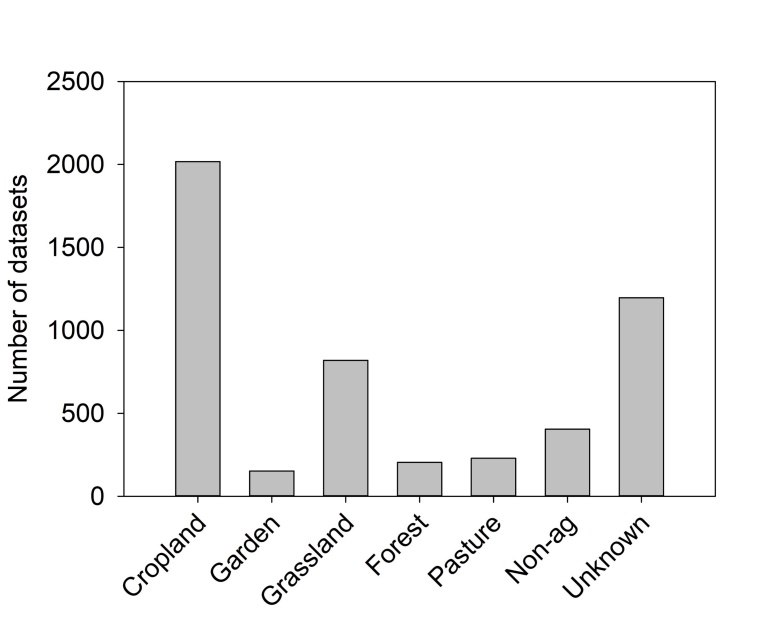 2500
2000
1500
1000
500
0
Number of datasets
Cropland
Garden
Grassland
Forest
Pasture
Non-ag
Unknown